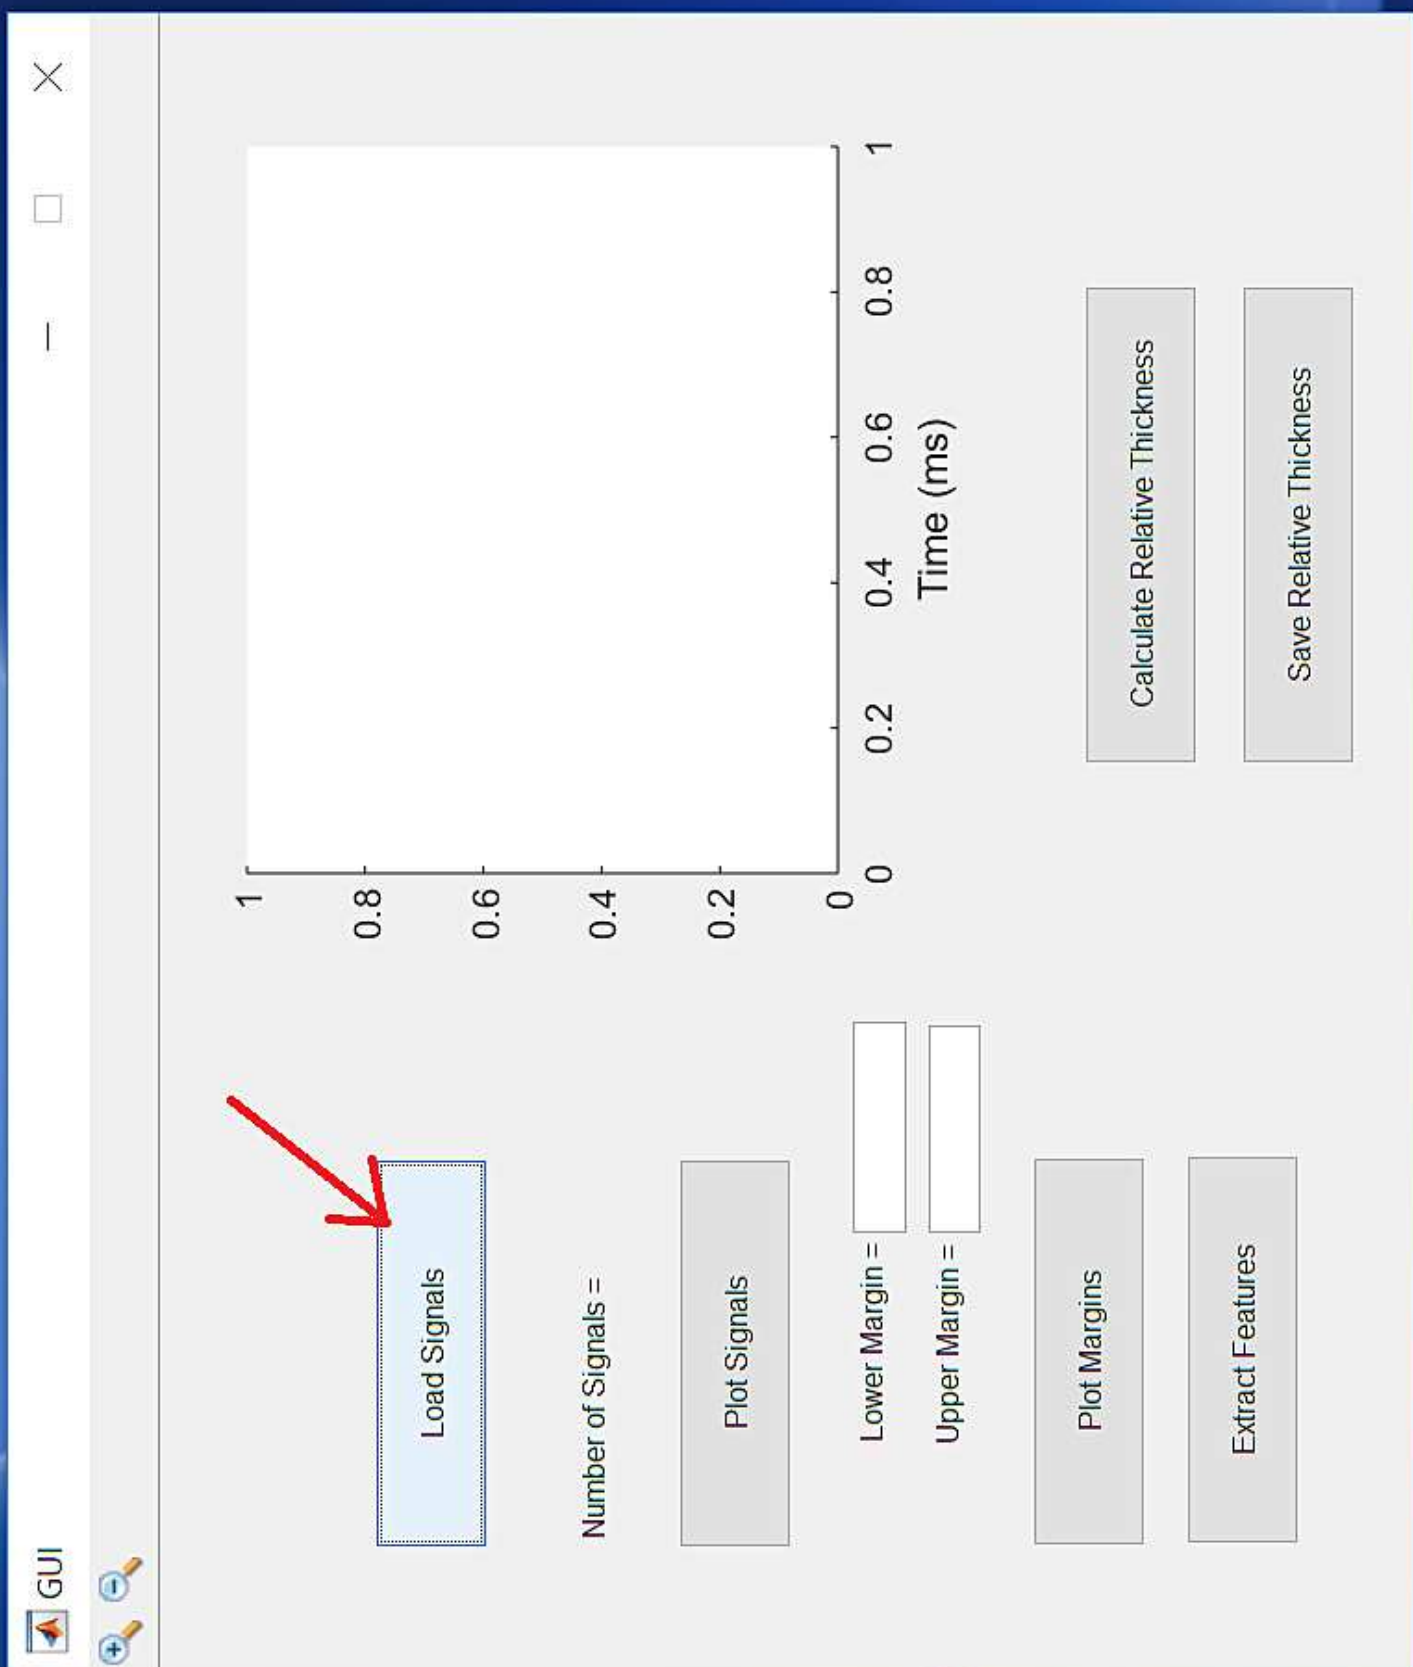 GUI
Load Signals
Number of Signals =
Plot Signals
Lower Margin =
Upper Margin =
Plot Margins
Extract Features
1
0.8
0.6
0.4
0.2
0
0 0.2 0.4 0.6 0.8 1
Time (ms)
Calculate Relative Thickness
Save Relative Thickness